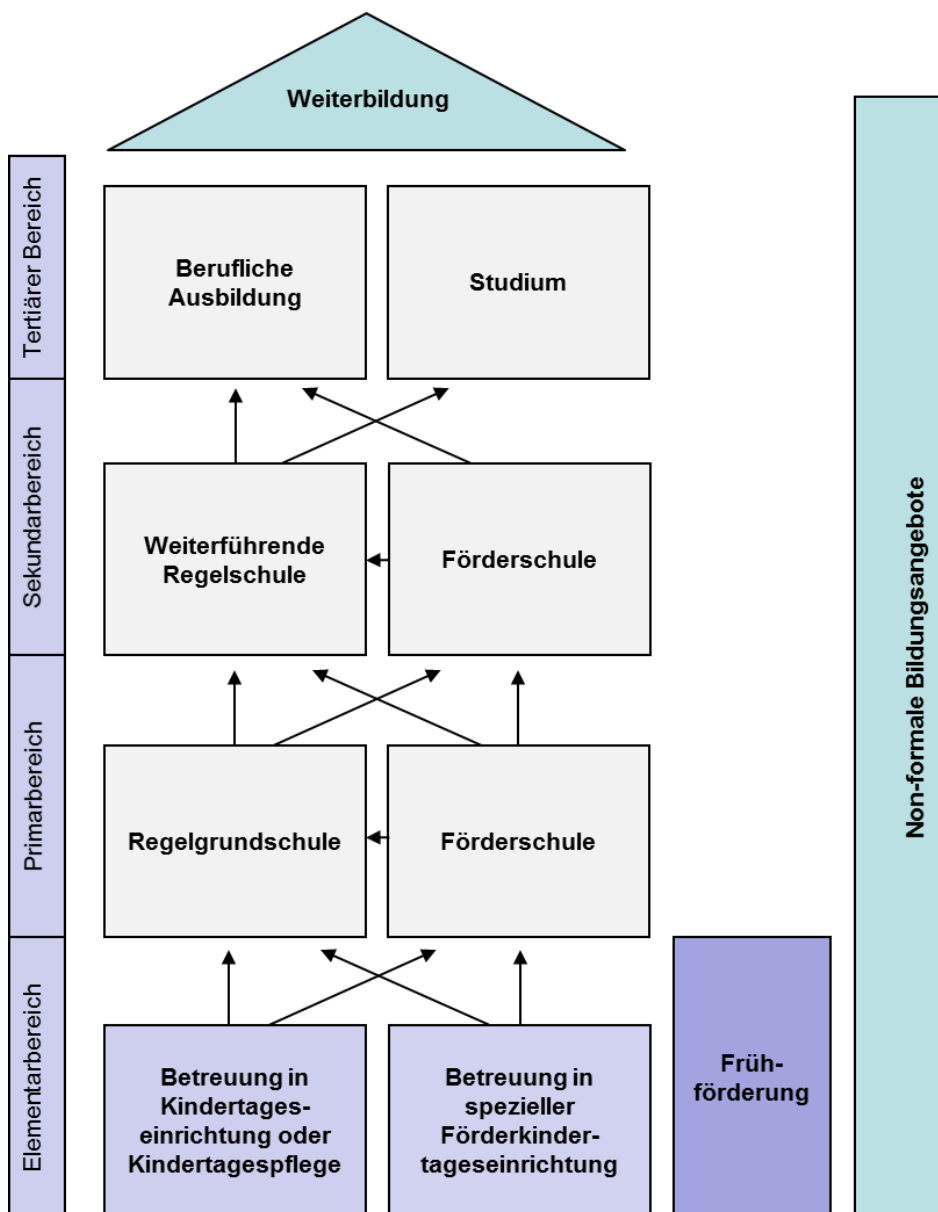 Weiterbildung
Tertiärer Bereich
Berufliche
Ausbildung
Studium
Sekundarbereich
Weiterführende
Regelschule
Förderschule
Primarbereich
Regelgrundschule
Förderschule
Elementarbereich
Betreuung in
Kindertages-
einrichtung oder
Kindertagespflege
Betreuung in
spezieller
Förderkinder-
tageseinrichtung
Früh-
förderung
Non-formale Bildungsangebote